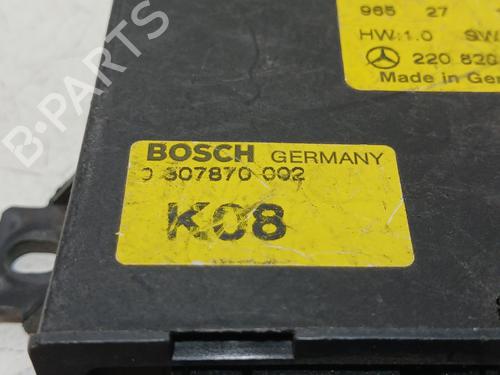 965 27
HW:1.0 SW
220 820
Made in Ger
BOSCH GERMANY
0 307870 002
K08
B-PARTS